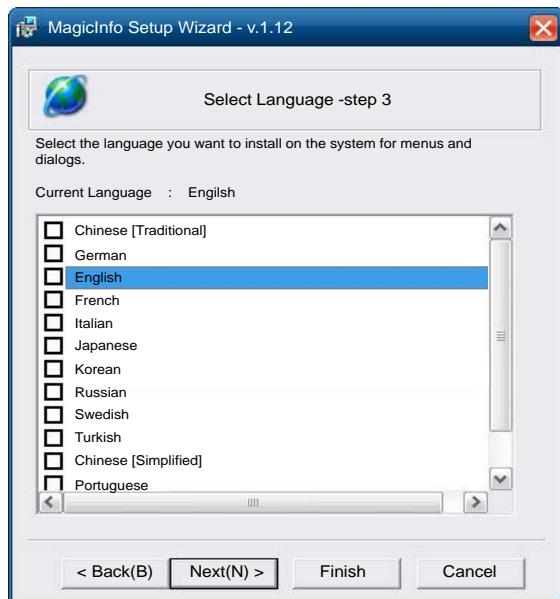 MagicInfo Setup Wizard - v.1.12
Select Language -step 3
Select the language you want to install on the system for menus and
dialogs.
Current Language : Engilsh
Chinese [Traditional]
German
English
French
Italian
Japanese
Korean
Russian
Swedish
Turkish
Chinese [Simplified]
Portuguese
< Back(B) Next(N) > Finish Cancel